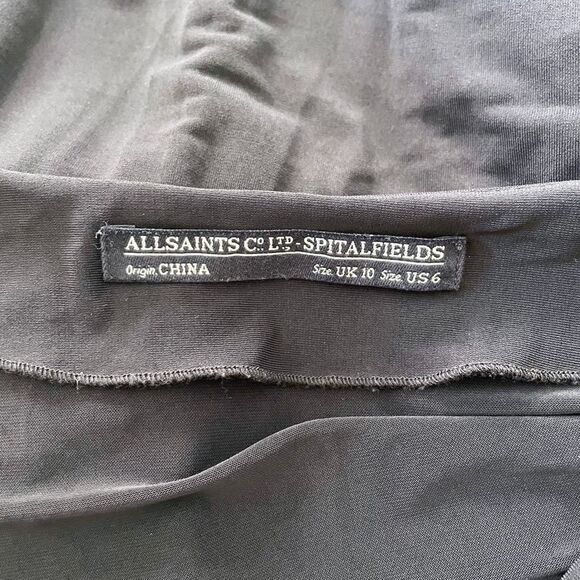 ALLSAINTS Cº LTD - SPITALFIELDS
Origin. CHINA Size. UK 10 Size. US 6